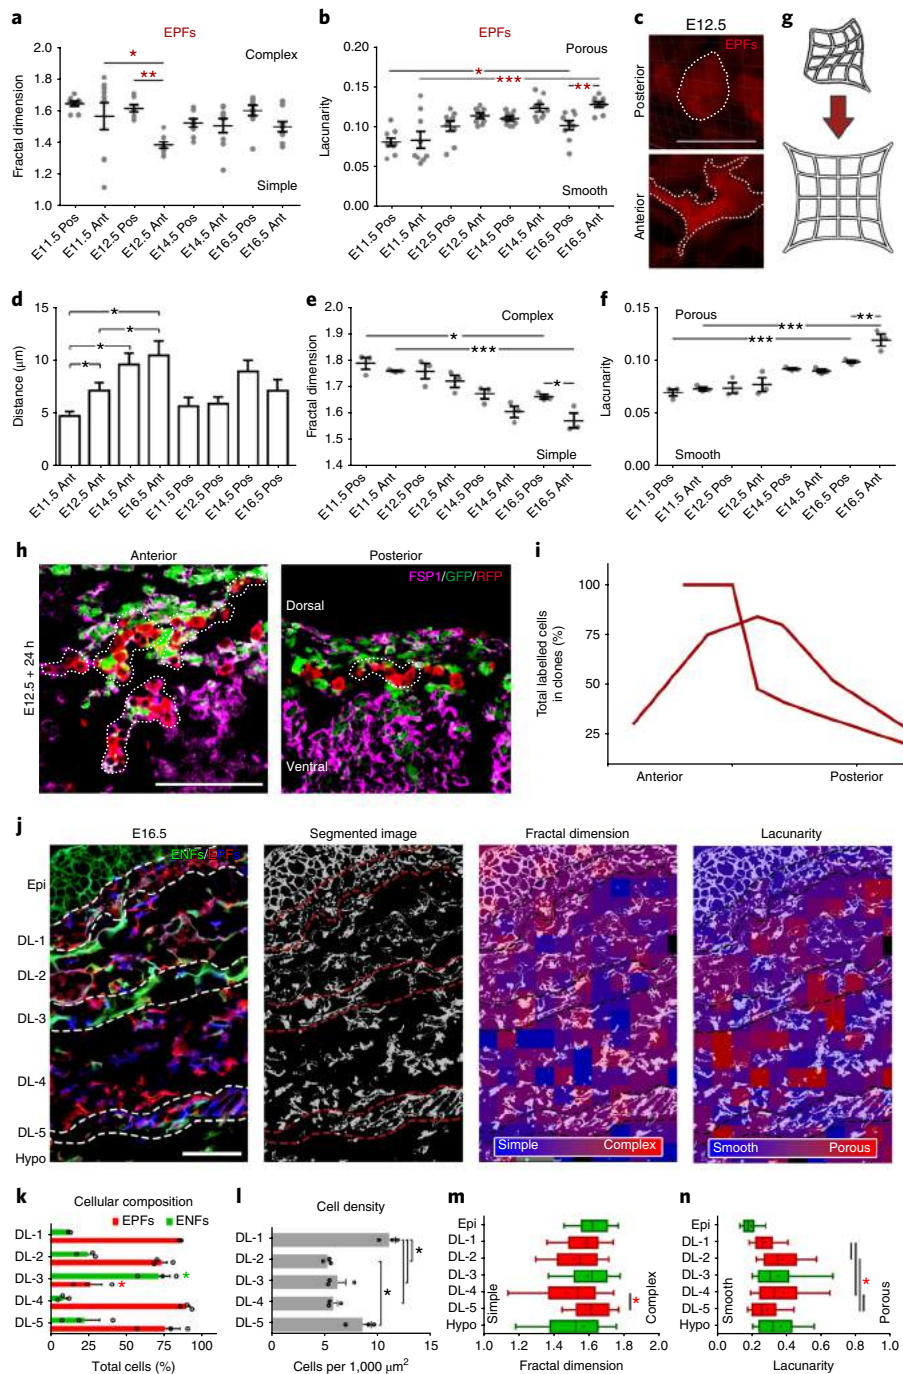 a
EPFs
Fractal dimension
2.0
1.8
1.6
1.4
1.2
1.0
*
**
Complex
Simple
E11.5 Pos
E11.5 Ant
E12.5 Pos
E12.5 Ant
E14.5 Pos
E14.5 Ant
E16.5 Pos
E16.5 Ant
b
EPFs
Lacunarity
0.20
0.15
0.10
0.05
0.00
Porous
*
***
**
Smooth
E11.5 Pos
E11.5 Ant
E12.5 Pos
E12.5 Ant
E14.5 Pos
E14.5 Ant
E16.5 Pos
E16.5 Ant
c
E12.5
EPFs
Posterior
Anterior
g
d
Distance (µm)
15
10
5
0
*
*
*
*
E11.5 Ant
E12.5 Ant
E14.5 Ant
E16.5 Ant
E11.5 Pos
E12.5 Pos
E14.5 Pos
E16.5 Pos
e
Fractal dimension
2.0
1.8
1.7
1.6
1.5
1.4
Complex
*
***
*
Simple
E11.5 Pos
E11.5 Ant
E12.5 Pos
E12.5 Ant
E14.5 Pos
E14.5 Ant
E16.5 Pos
E16.5 Ant
f
Lacunarity
0.15
0.10
0.05
0.00
Porous
**
***
***
Smooth
E11.5 Pos
E11.5 Ant
E12.5 Pos
E12.5 Ant
E14.5 Pos
E14.5 Ant
E16.5 Pos
E16.5 Ant
h
Anterior
Posterior
E12.5 + 24 h
FSP1/GFP/RFP
Dorsal
Ventral
i
Total labelled cells
in clones (%)
100
75
50
25
Anterior
Posterior
j
E16.5
Segmented image
Fractal dimension
Lacunarity
ENFs/EPFs
Epi
DL-1
DL-2
DL-3
DL-4
DL-5
Hypo
Simple
Complex
Smooth
Porous
k
Cellular composition
EPFs
ENFs
DL-1
DL-2
DL-3
DL-4
DL-5
*
*
0 25 50 75 100
Total cells (%)
l
Cell density
DL-1
DL-2
DL-3
DL-4
DL-5
*
*
0 5 10 15
Cells per 1,000 µm²
m
Epi
DL-1
DL-2
DL-3
DL-4
DL-5
Hypo
Simple
Complex
*
1.0 1.2 1.4 1.6 1.8 2.0
Fractal dimension
n
Epi
DL-1
DL-2
DL-3
DL-4
DL-5
Hypo
Smooth
Porous
*
0 0.2 0.4 0.6 0.8 1.0
Lacunarity